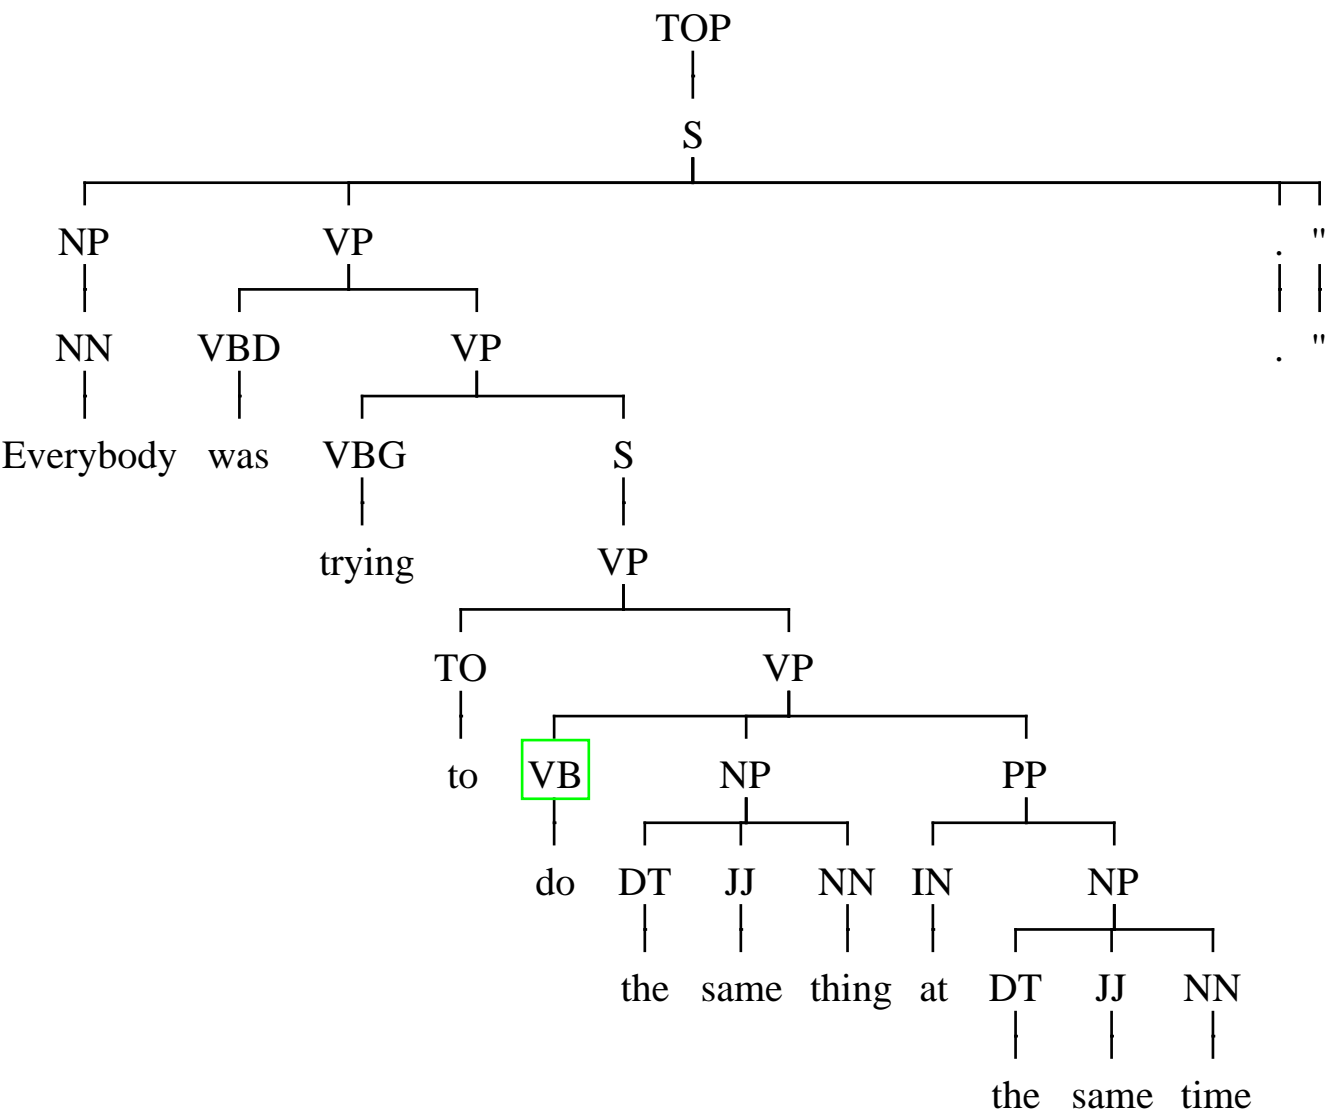 TOP
S
NP VP . "
NN VBD VP . "
Everybody was VBG S
trying VP
TO VP
to VB NP PP
do DT JJ NN IN NP
the same thing at DT JJ NN
the same time